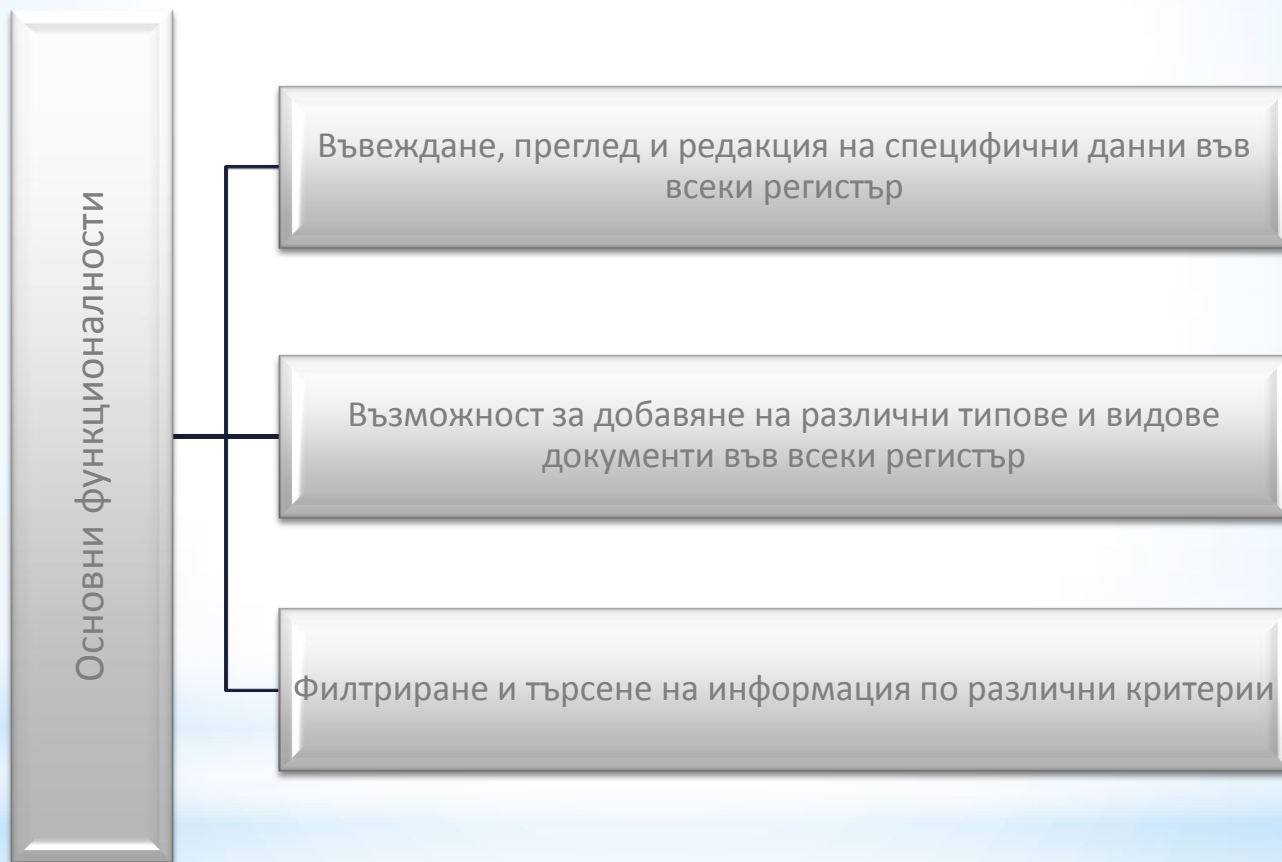 Основни функционалности
Въвеждане, преглед и редакция на специфични данни във
всеки регистър
Възможност за добавяне на различни типове и видове
документи във всеки регистър
Филтриране и търсене на информация по различни критерии